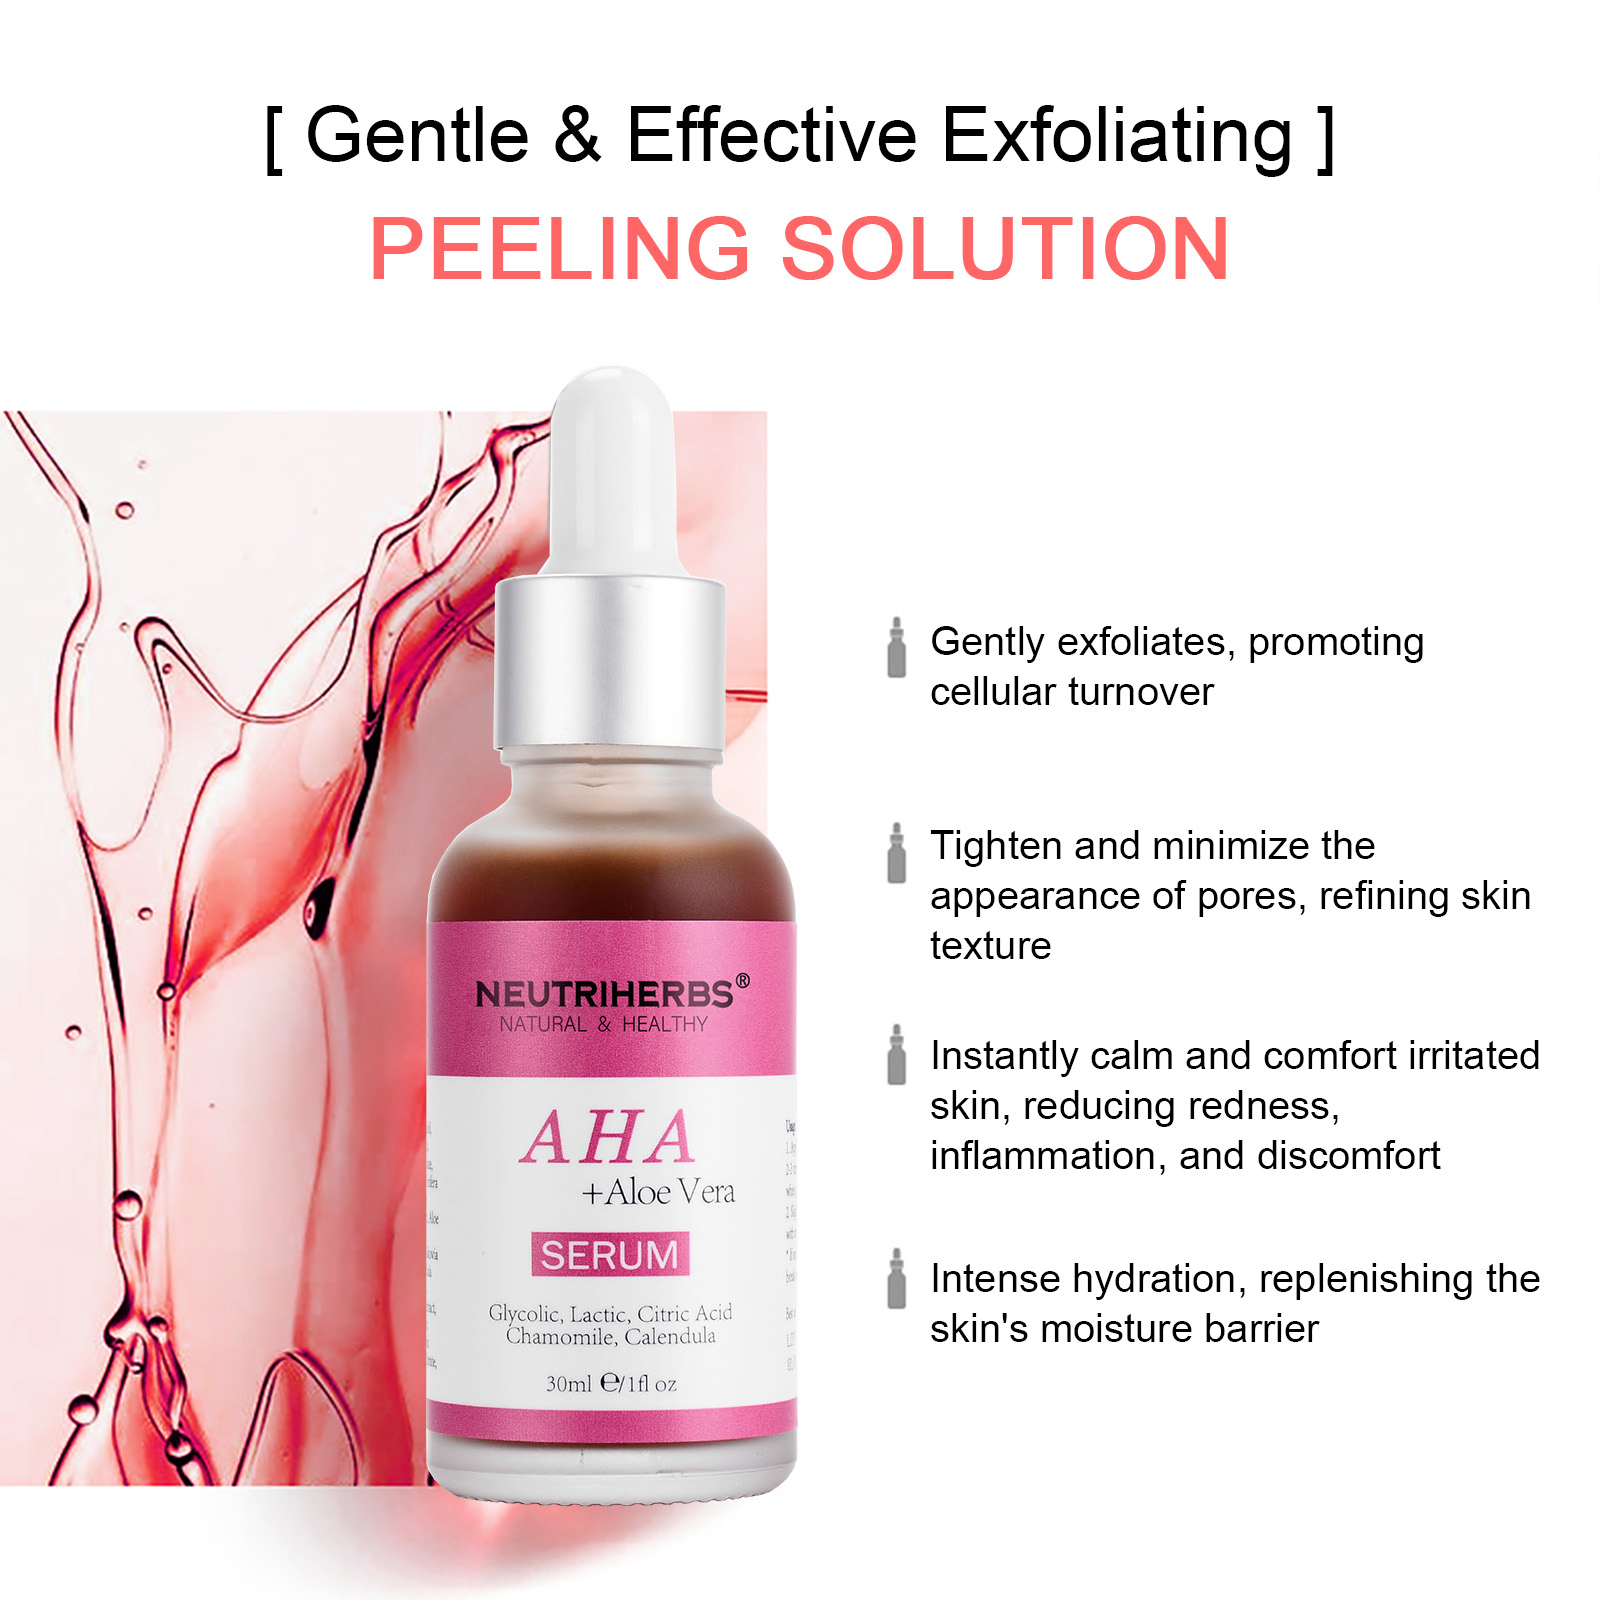 [ Gentle & Effective Exfoliating ]
PEELING SOLUTION
Gently exfoliates, promoting
cellular turnover
Tighten and minimize the
appearance of pores, refining skin
texture
Instantly calm and comfort irritated
skin, reducing redness,
inflammation, and discomfort
Intense hydration, replenishing the
skin's moisture barrier
NEUTRIHERBS®
NATURAL & HEALTHY
AHA
+Aloe Vera
SERUM
Glycolic, Lactic, Citric Acid
Chamomile, Calendula
30ml ℮/1fl oz